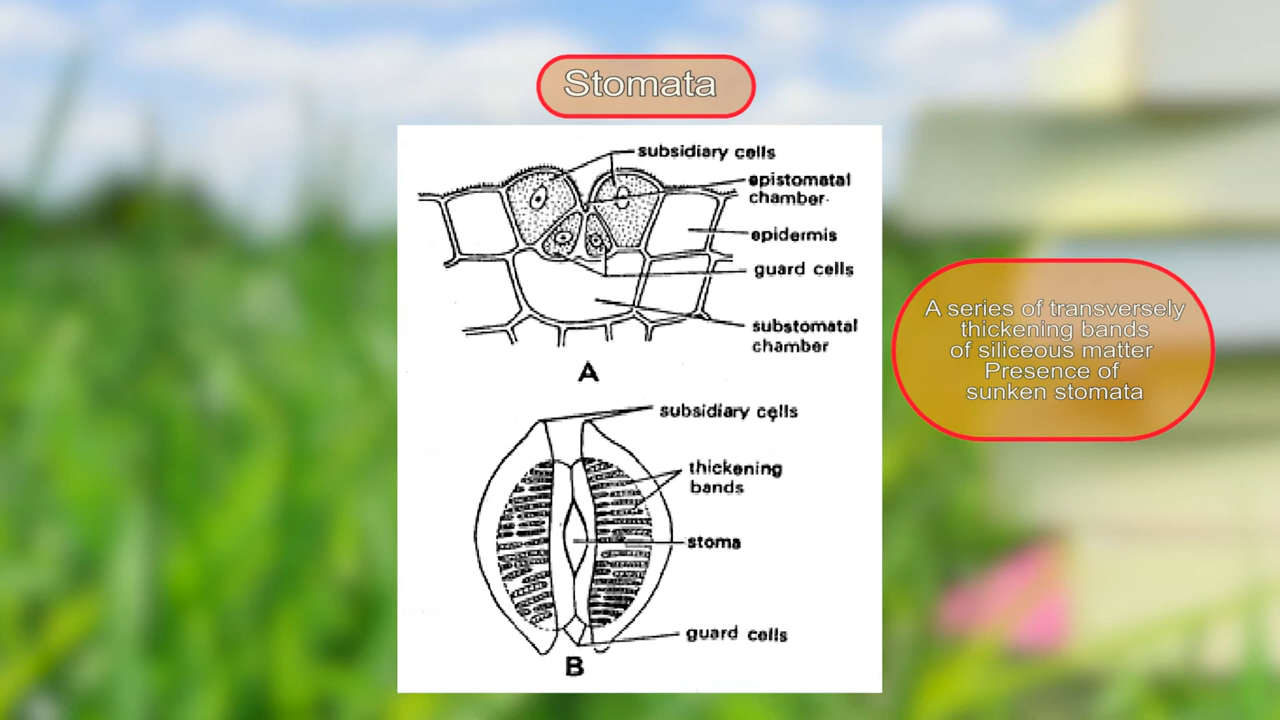 Stomata
subsidiary cells
epistomatal
chamber
epidermis
guard cells
substomatal
chamber
A
subsidiary cells
thickening
bands
stoma
guard cells
B
A series of transversely
thickening bands
of siliceous matter
Presence of
sunken stomata